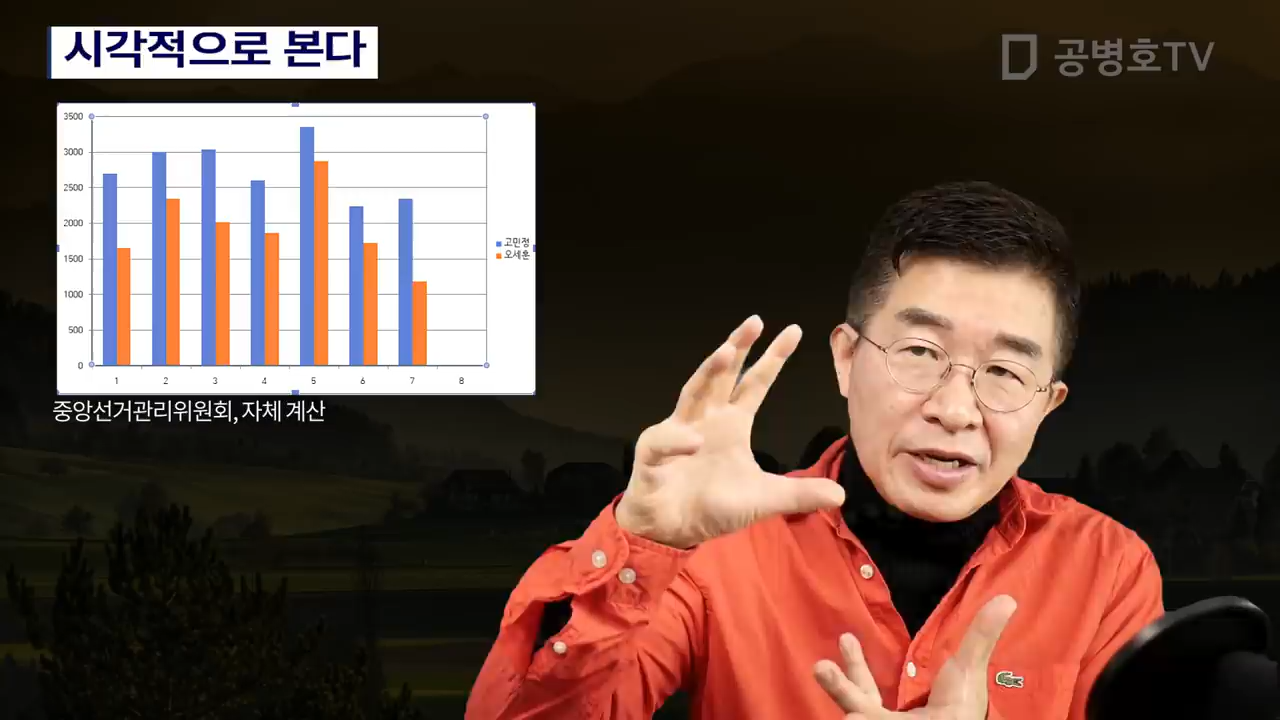 시각적으로 본다
공병호TV
3500
3000
2500
2000
1500
1000
500
0
1 2 3 4 5 6 7 8
고민정
오세훈
중앙선거관리위원회, 자체 계산